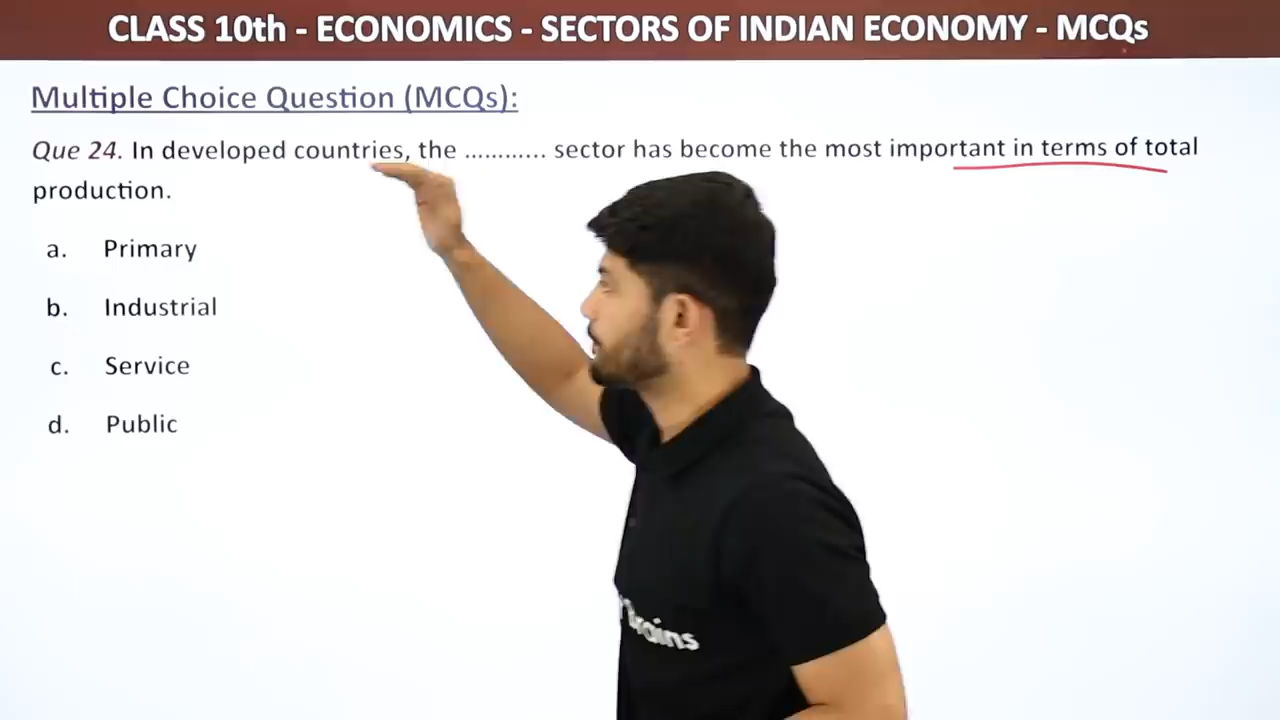 CLASS 10th - ECONOMICS - SECTORS OF INDIAN ECONOMY - MCQs
Multiple Choice Question (MCQs):
Que 24. In developed countries, the ………… sector has become the most important in terms of total
production.
a. Primary
b. Industrial
c. Service
d. Public